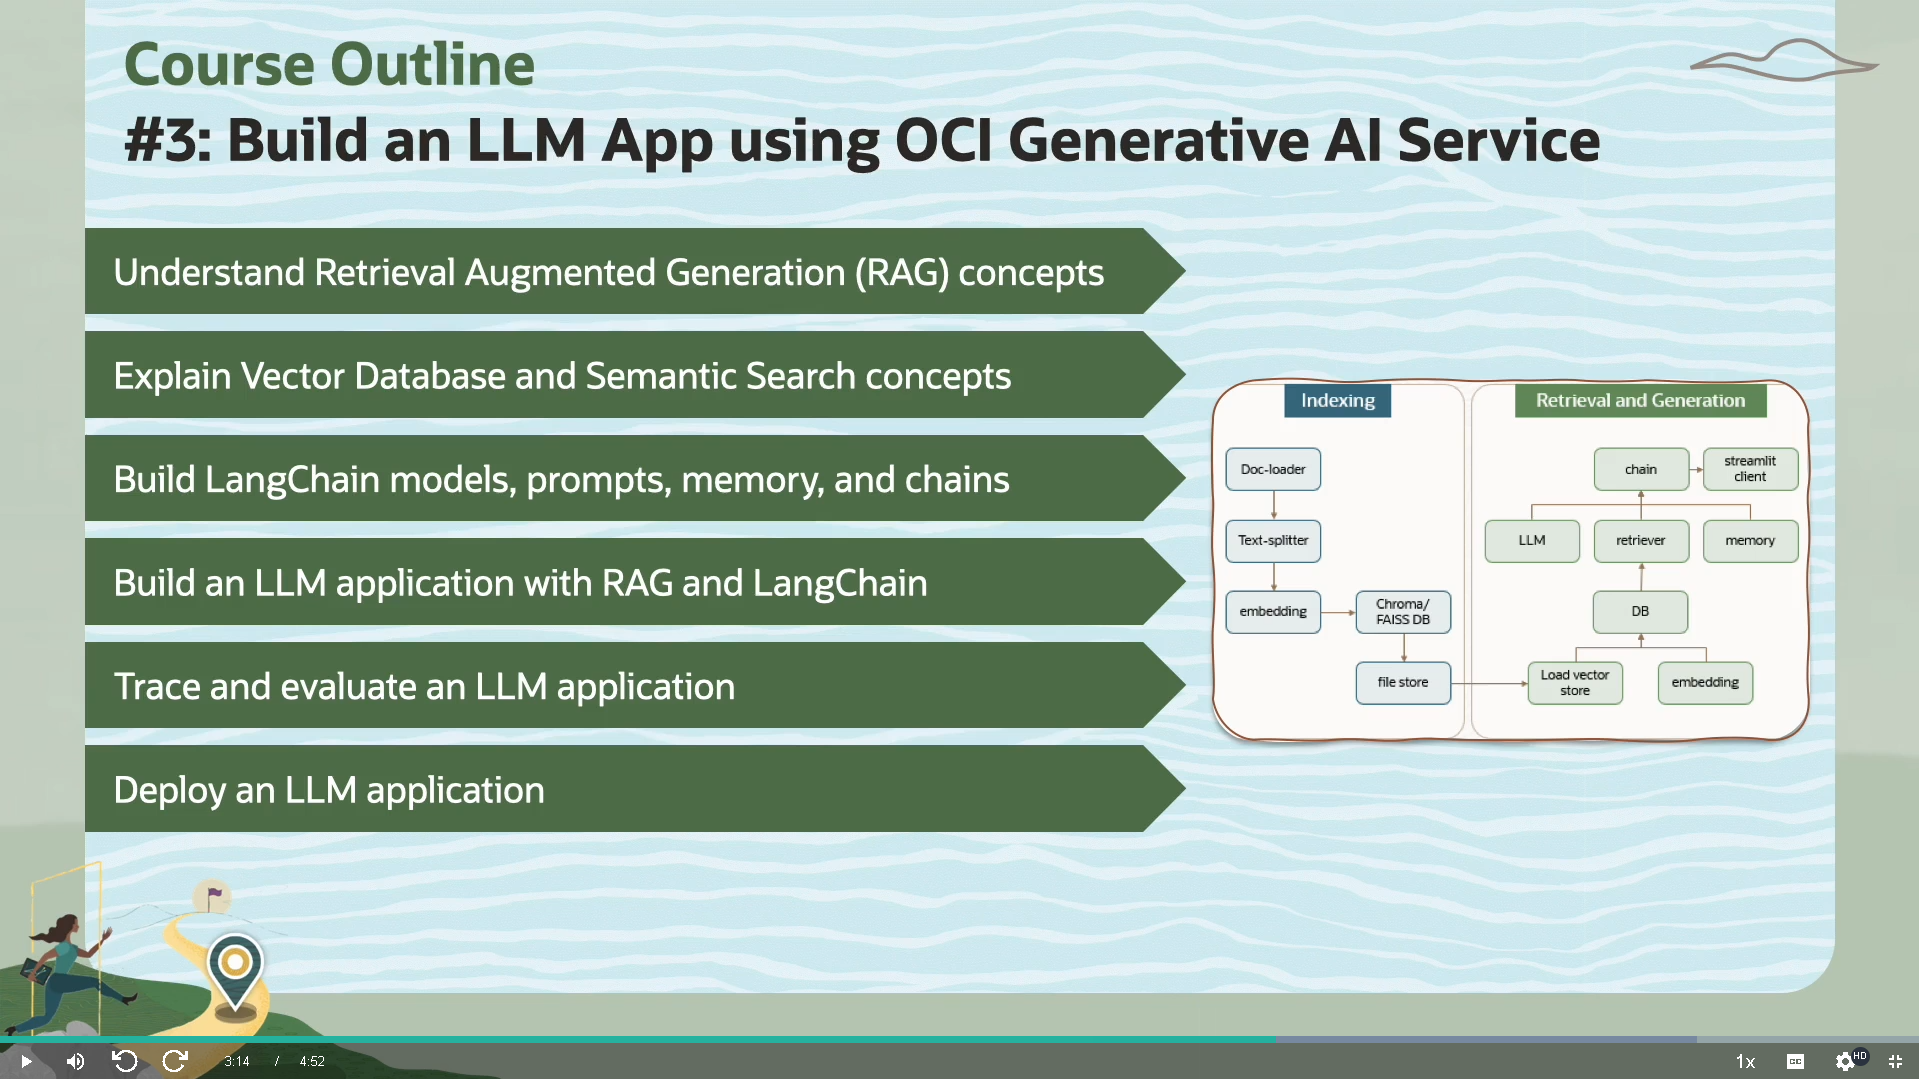 Course Outline
#3: Build an LLM App using OCI Generative AI Service
Understand Retrieval Augmented Generation (RAG) concepts
Explain Vector Database and Semantic Search concepts
Build LangChain models, prompts, memory, and chains
Build an LLM application with RAG and LangChain
Trace and evaluate an LLM application
Deploy an LLM application
Indexing
Doc-loader
Text-splitter
embedding
Chroma/
FAISS DB
file store
Retrieval and Generation
chain
streamlit
client
LLM
retriever
memory
DB
Load vector
store
embedding
3:14 / 4:52
1x
CC
HD